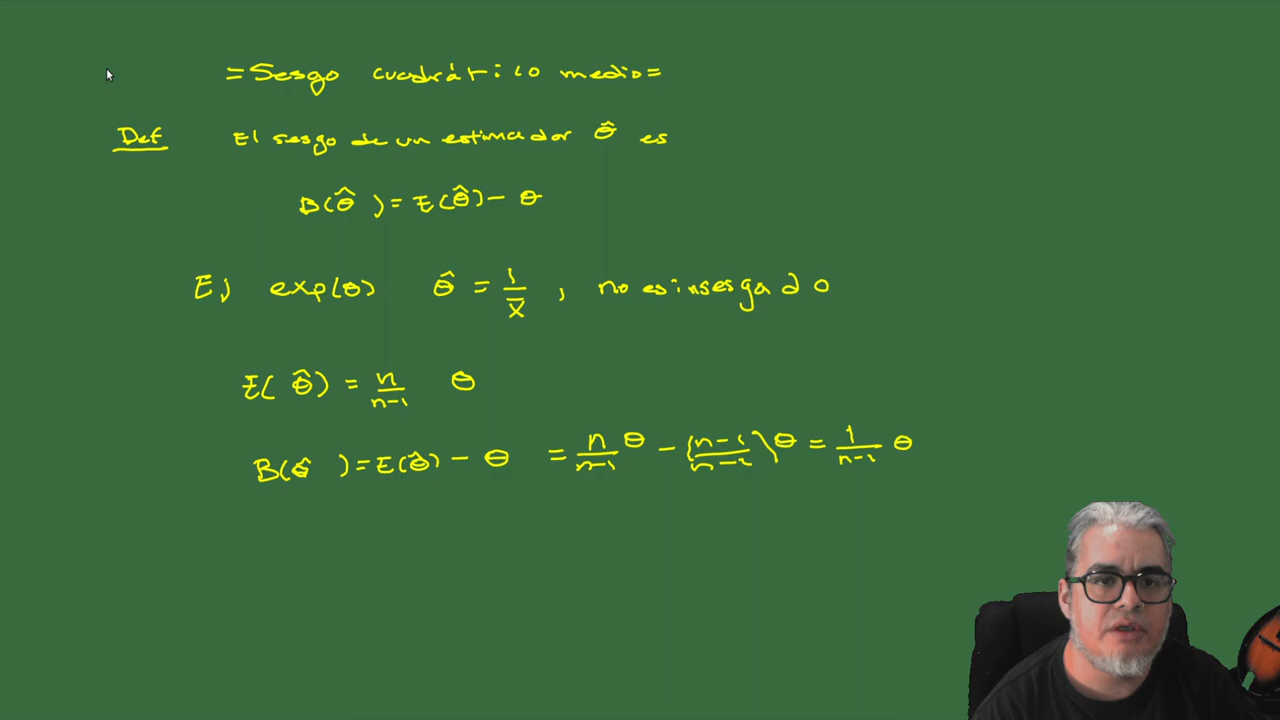 =Sesgo cuadrático medio=
Def El sesgo de un estimador θ̂ es
B(θ̂) = E(θ̂) - θ
Ej exp(θ) θ̂ = 1/x̄ , no es insesgado
E(θ̂) = n/(n-1) θ
B(θ̂) = E(θ̂) - θ = n/(n-1) θ - (n-1)/(n-1) θ = 1/(n-1) θ